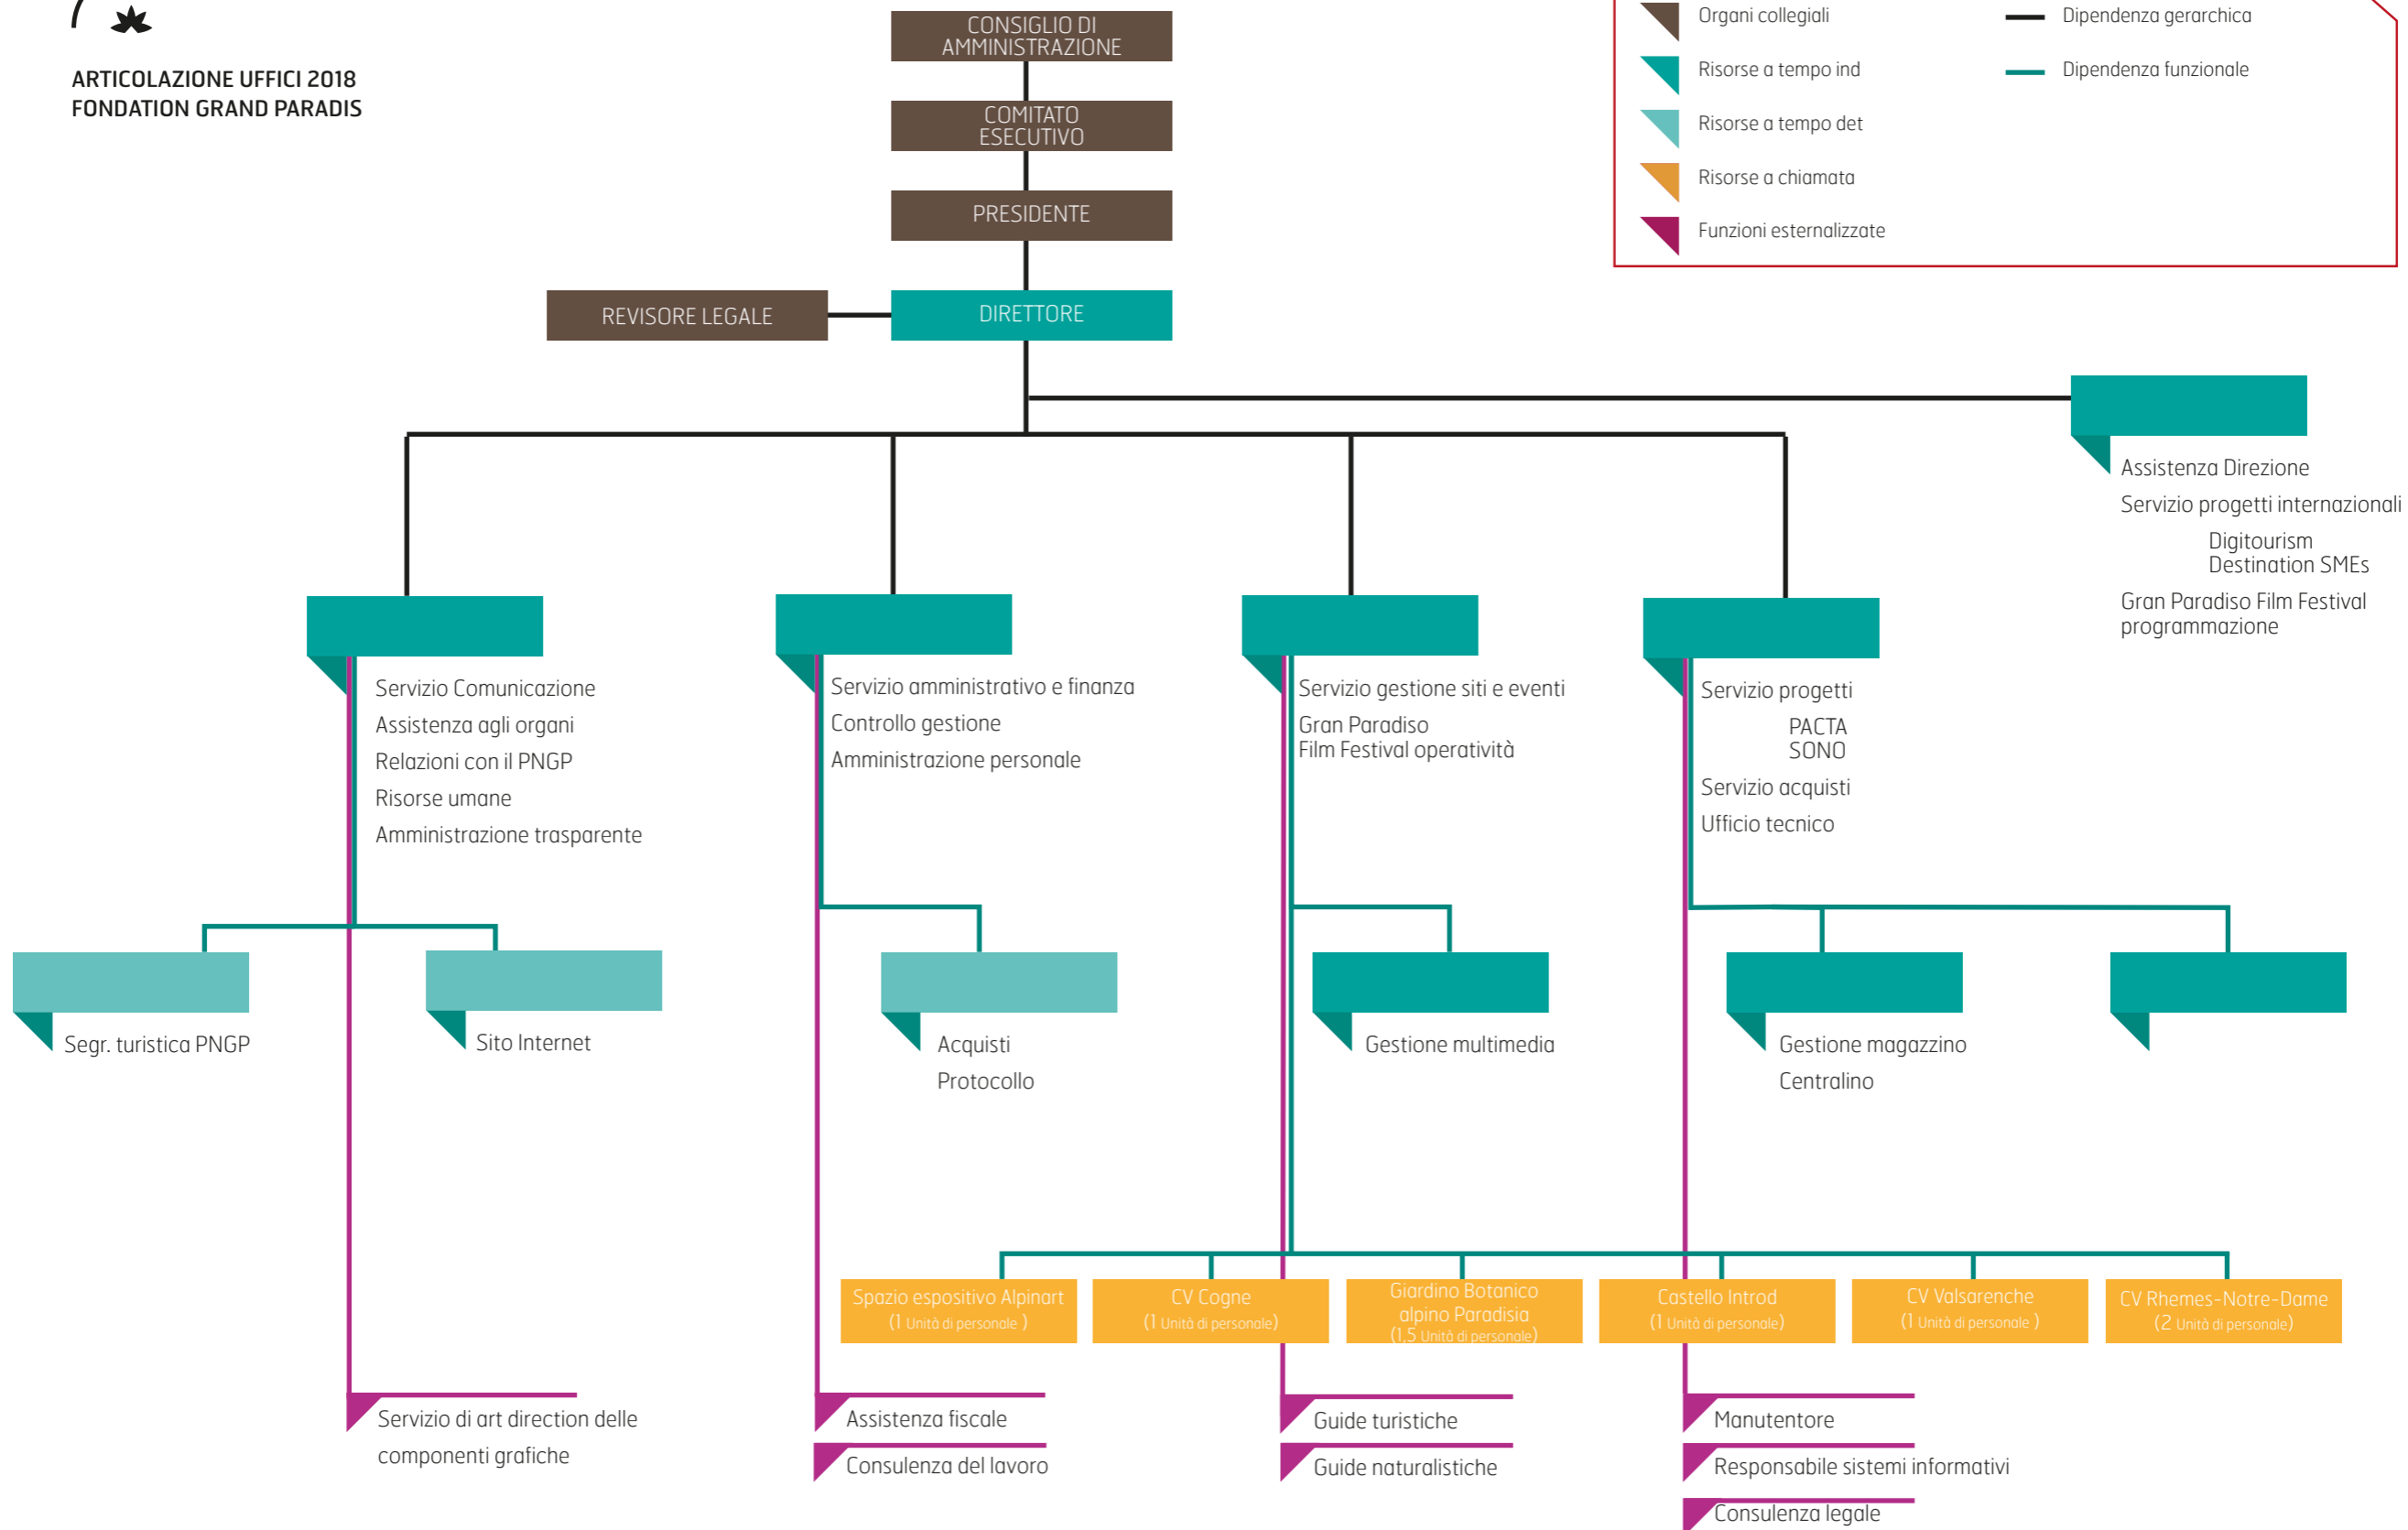 ARTICOLAZIONE UFFICI 2018
FONDATION GRAND PARADIS
CONSIGLIO DI
AMMINISTRAZIONE
COMITATO
ESECUTIVO
PRESIDENTE
REVISORE LEGALE
DIRETTORE
Organi collegiali
Risorse a tempo ind
Risorse a tempo det
Risorse a chiamata
Funzioni esternalizzate
Dipendenza gerarchica
Dipendenza funzionale
Assistenza Direzione
Servizio progetti internazionali
Digitourism
Destination SMEs
Gran Paradiso Film Festival
programmazione
Servizio Comunicazione
Assistenza agli organi
Relazioni con il PNGP
Risorse umane
Amministrazione trasparente
Servizio amministrativo e finanza
Controllo gestione
Amministrazione personale
Servizio gestione siti e eventi
Gran Paradiso
Film Festival operatività
Servizio progetti
PACTA
SONO
Servizio acquisti
Ufficio tecnico
Segr. turistica PNGP
Sito Internet
Acquisti
Protocollo
Gestione multimedia
Gestione magazzino
Centralino
Spazio espositivo Alpinart
(1 Unità di personale )
CV Cogne
(1 Unità di personale)
Giardino Botanico
alpino Paradisia
(1,5 Unità di personale)
Castello Introd
(1 Unità di personale)
CV Valsarenche
(1 Unità di personale )
CV Rhemes-Notre-Dame
(2 Unità di personale)
Servizio di art direction delle
componenti grafiche
Assistenza fiscale
Consulenza del lavoro
Guide turistiche
Guide naturalistiche
Manutentore
Responsabile sistemi informativi
Consulenza legale